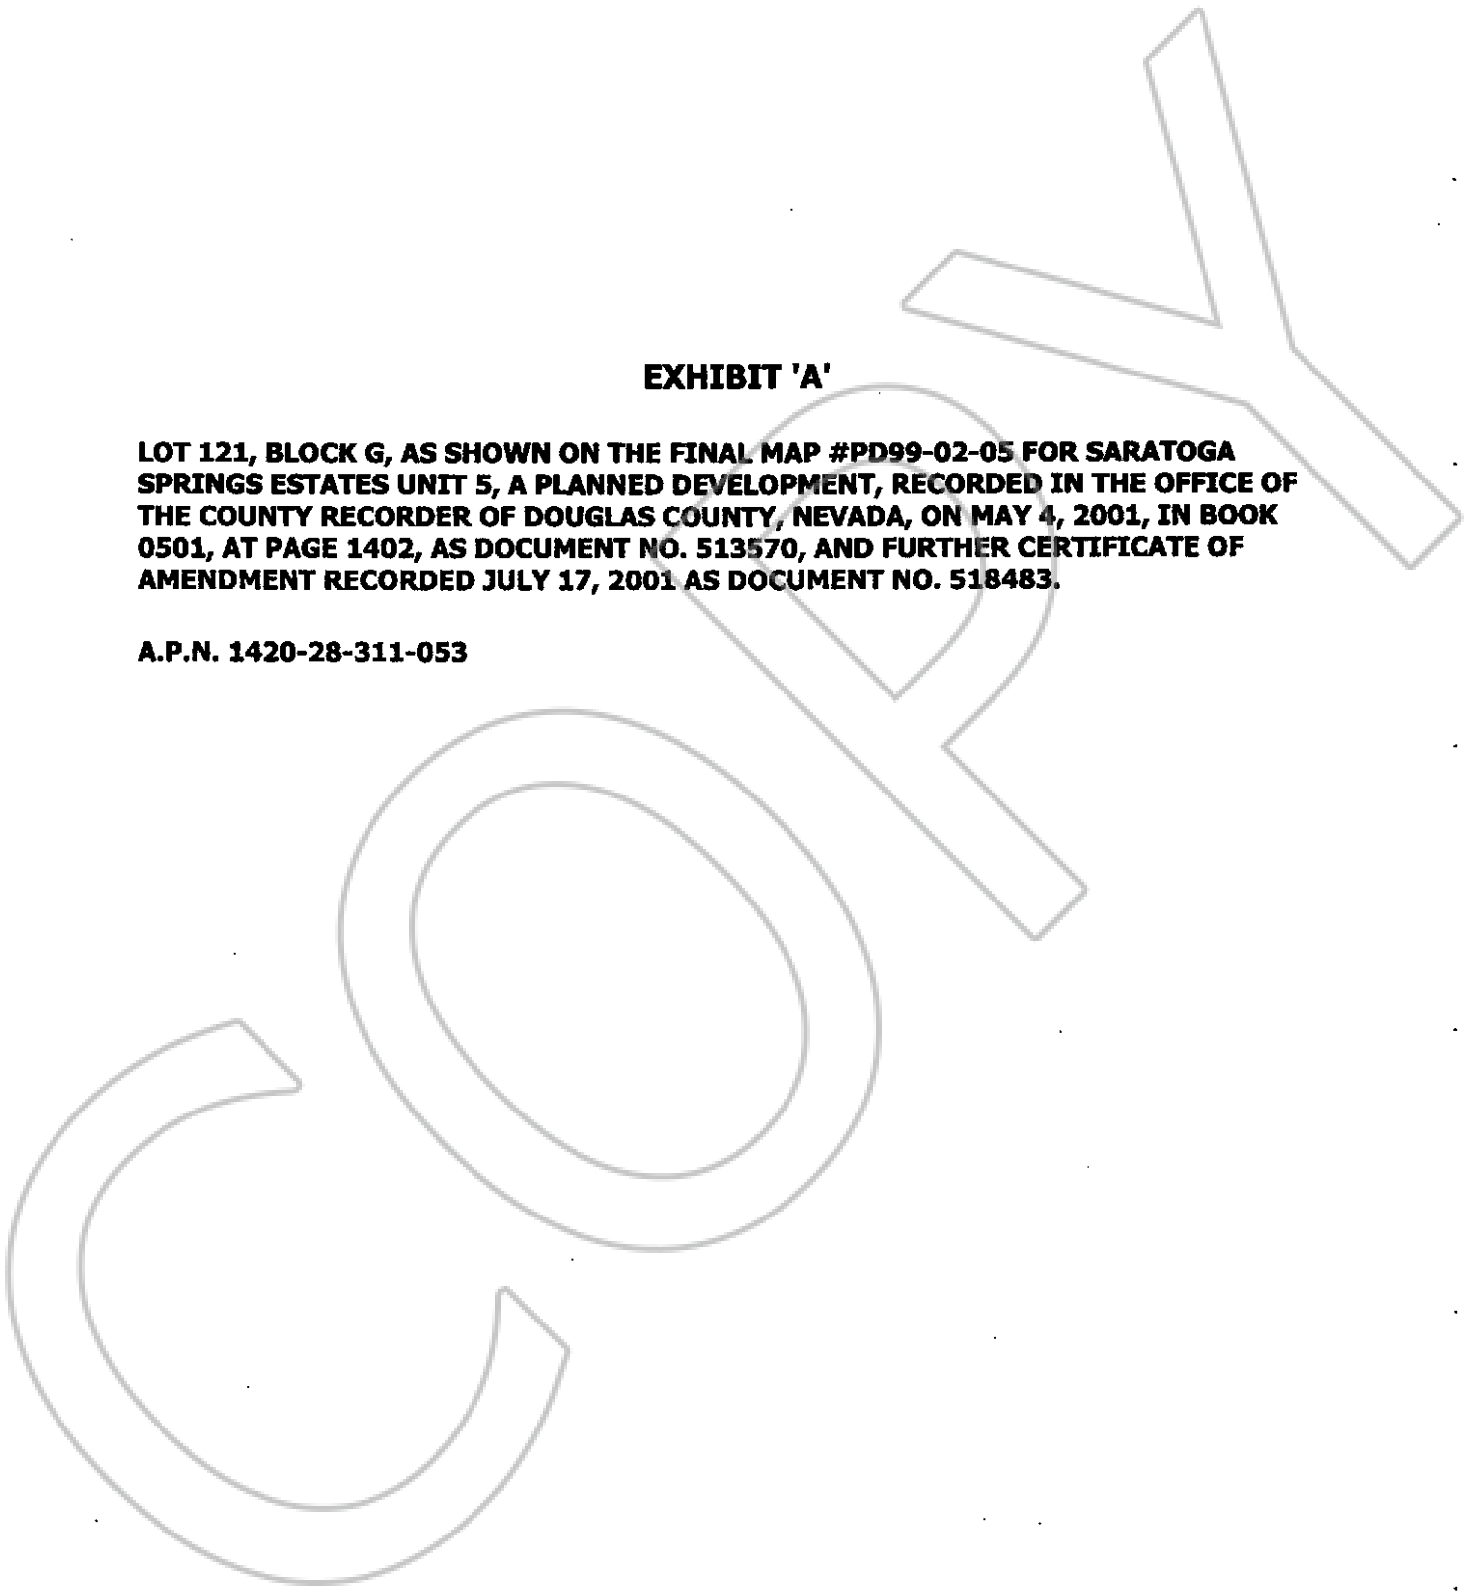 EXHIBIT 'A'
LOT 121, BLOCK G, AS SHOWN ON THE FINAL MAP #PD99-02-05 FOR SARATOGA
SPRINGS ESTATES UNIT 5, A PLANNED DEVELOPMENT, RECORDED IN THE OFFICE OF
THE COUNTY RECORDER OF DOUGLAS COUNTY, NEVADA, ON MAY 4, 2001, IN BOOK
0501, AT PAGE 1402, AS DOCUMENT NO. 513570, AND FURTHER CERTIFICATE OF
AMENDMENT RECORDED JULY 17, 2001 AS DOCUMENT NO. 518483.
A.P.N. 1420-28-311-053
COPY